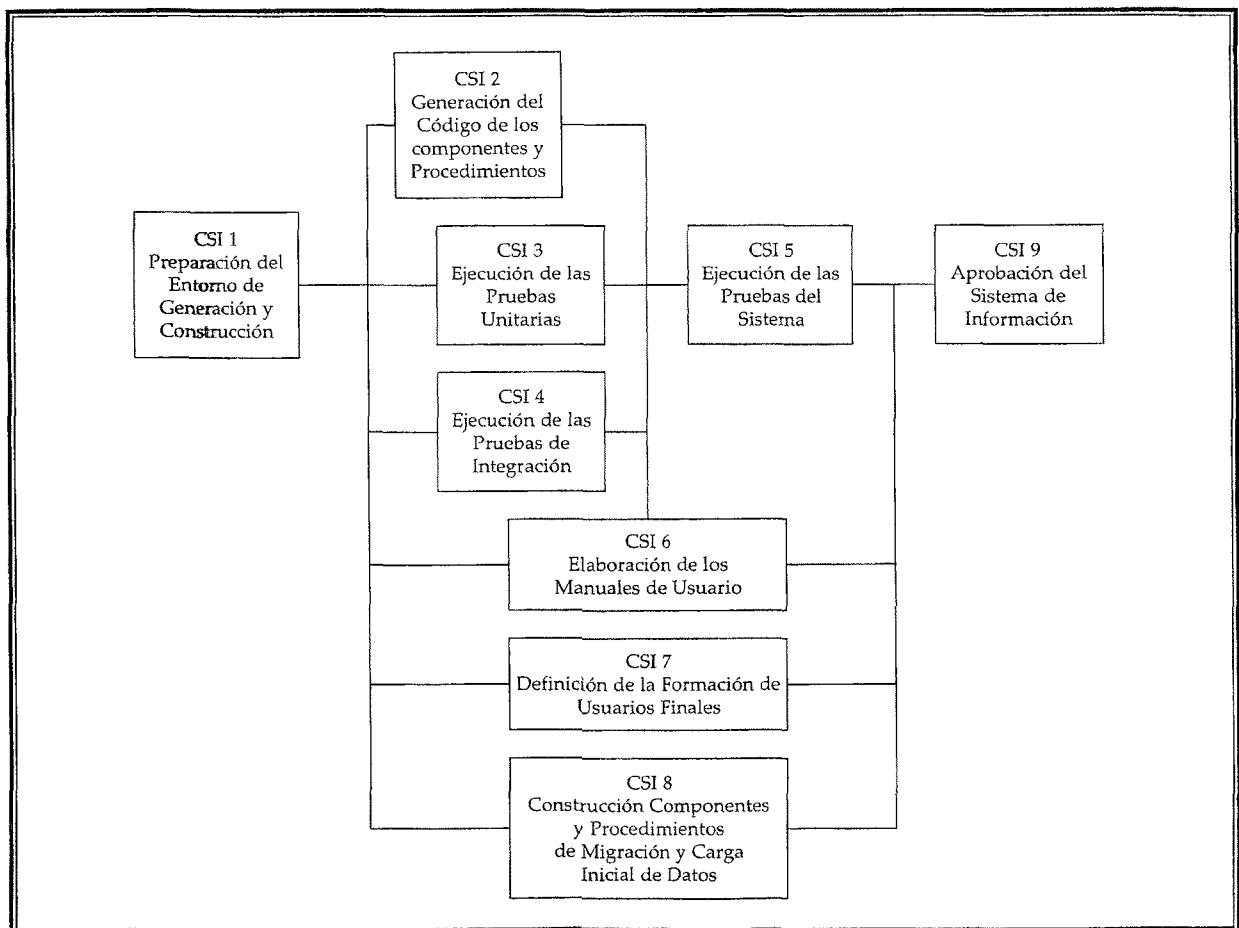 CSI 2
Generación del
Código de los
componentes y
Procedimientos
CSI 1
Preparación del
Entorno de
Generación y
Construcción
CSI 3
Ejecución de las
Pruebas
Unitarias
CSI 5
Ejecución de las
Pruebas del
Sistema
CSI 9
Aprobación del
Sistema de
Información
CSI 4
Ejecución de las
Pruebas de
Integración
CSI 6
Elaboración de los
Manuales de Usuario
CSI 7
Definición de la Formación de
Usuarios Finales
CSI 8
Construcción Componentes
y Procedimientos
de Migración y Carga
Inicial de Datos